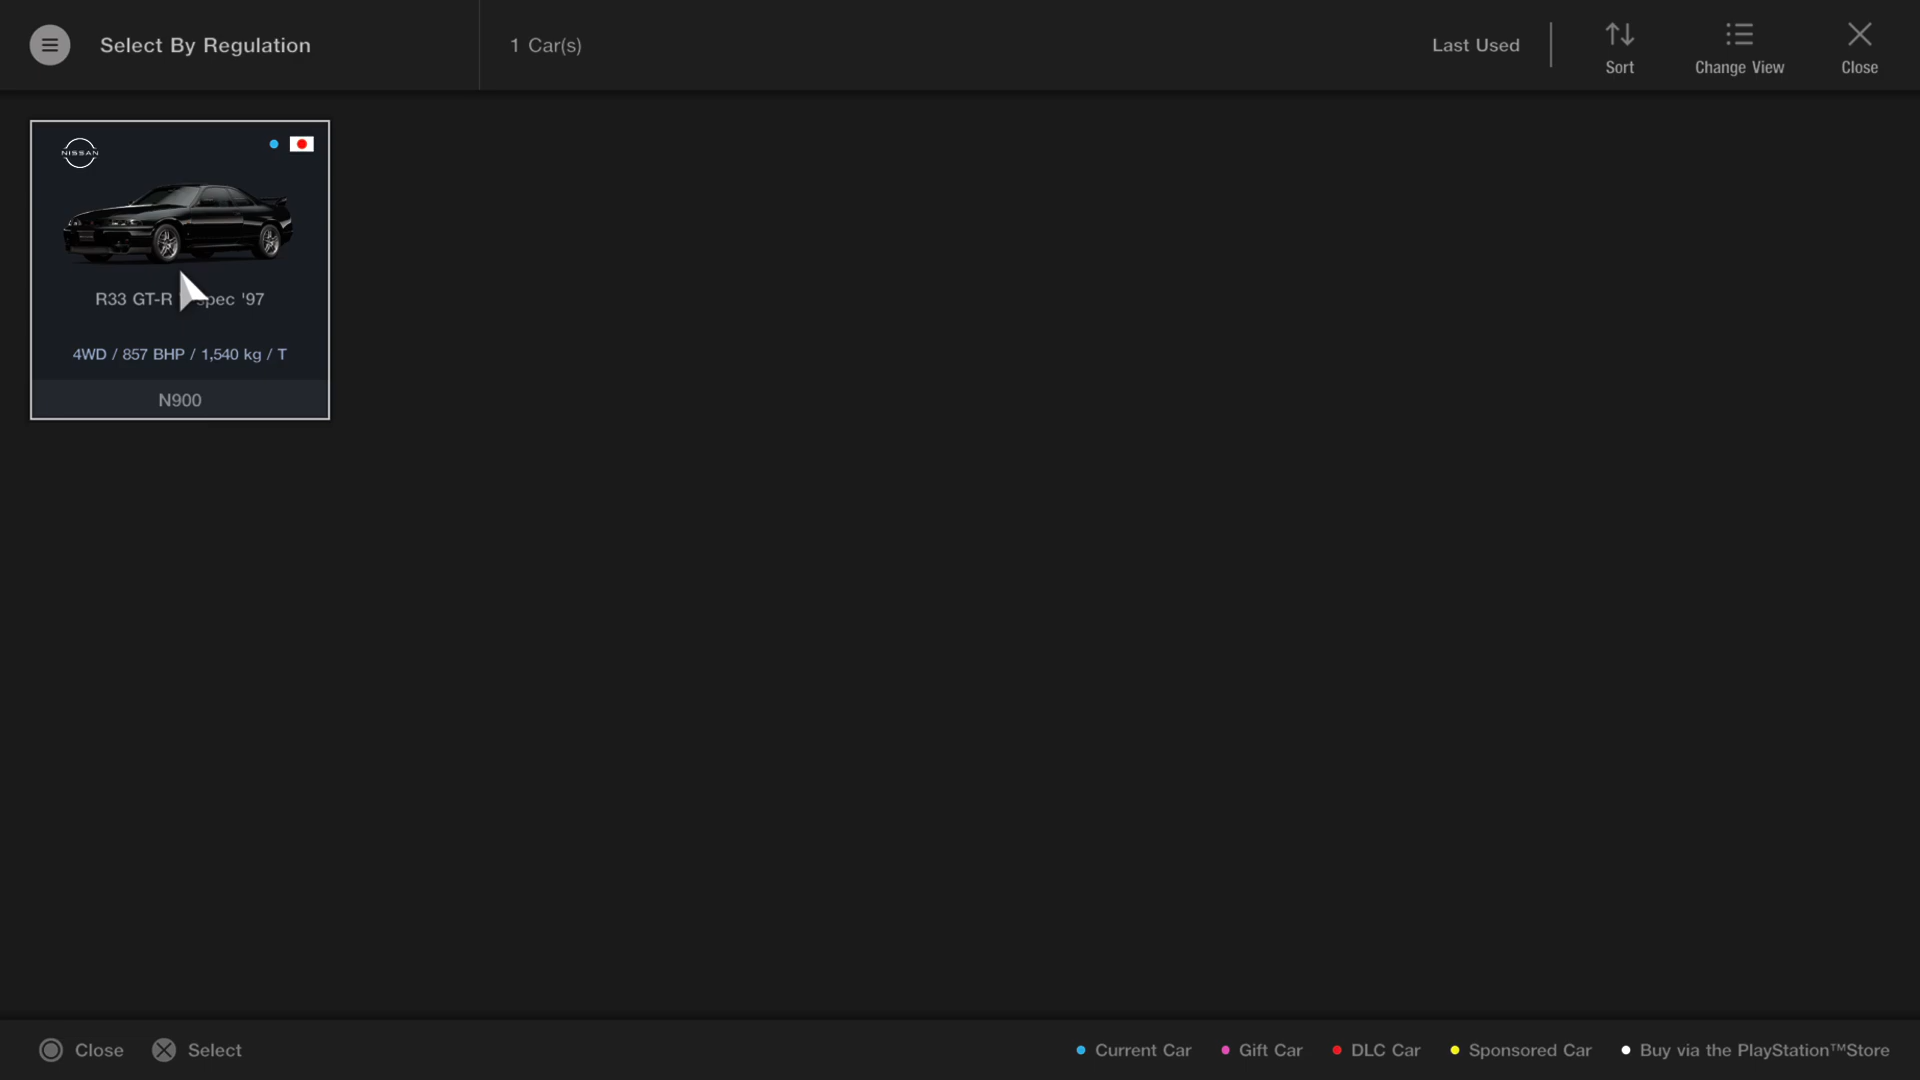 Select By Regulation
1 Car(s)
Last Used
Sort
Change View
Close
NISSAN
R33 GT-R spec '97
4WD / 857 BHP / 1,540 kg / T
N900
Close
Select
Current Car
Gift Car
DLC Car
Sponsored Car
Buy via the PlayStation™Store